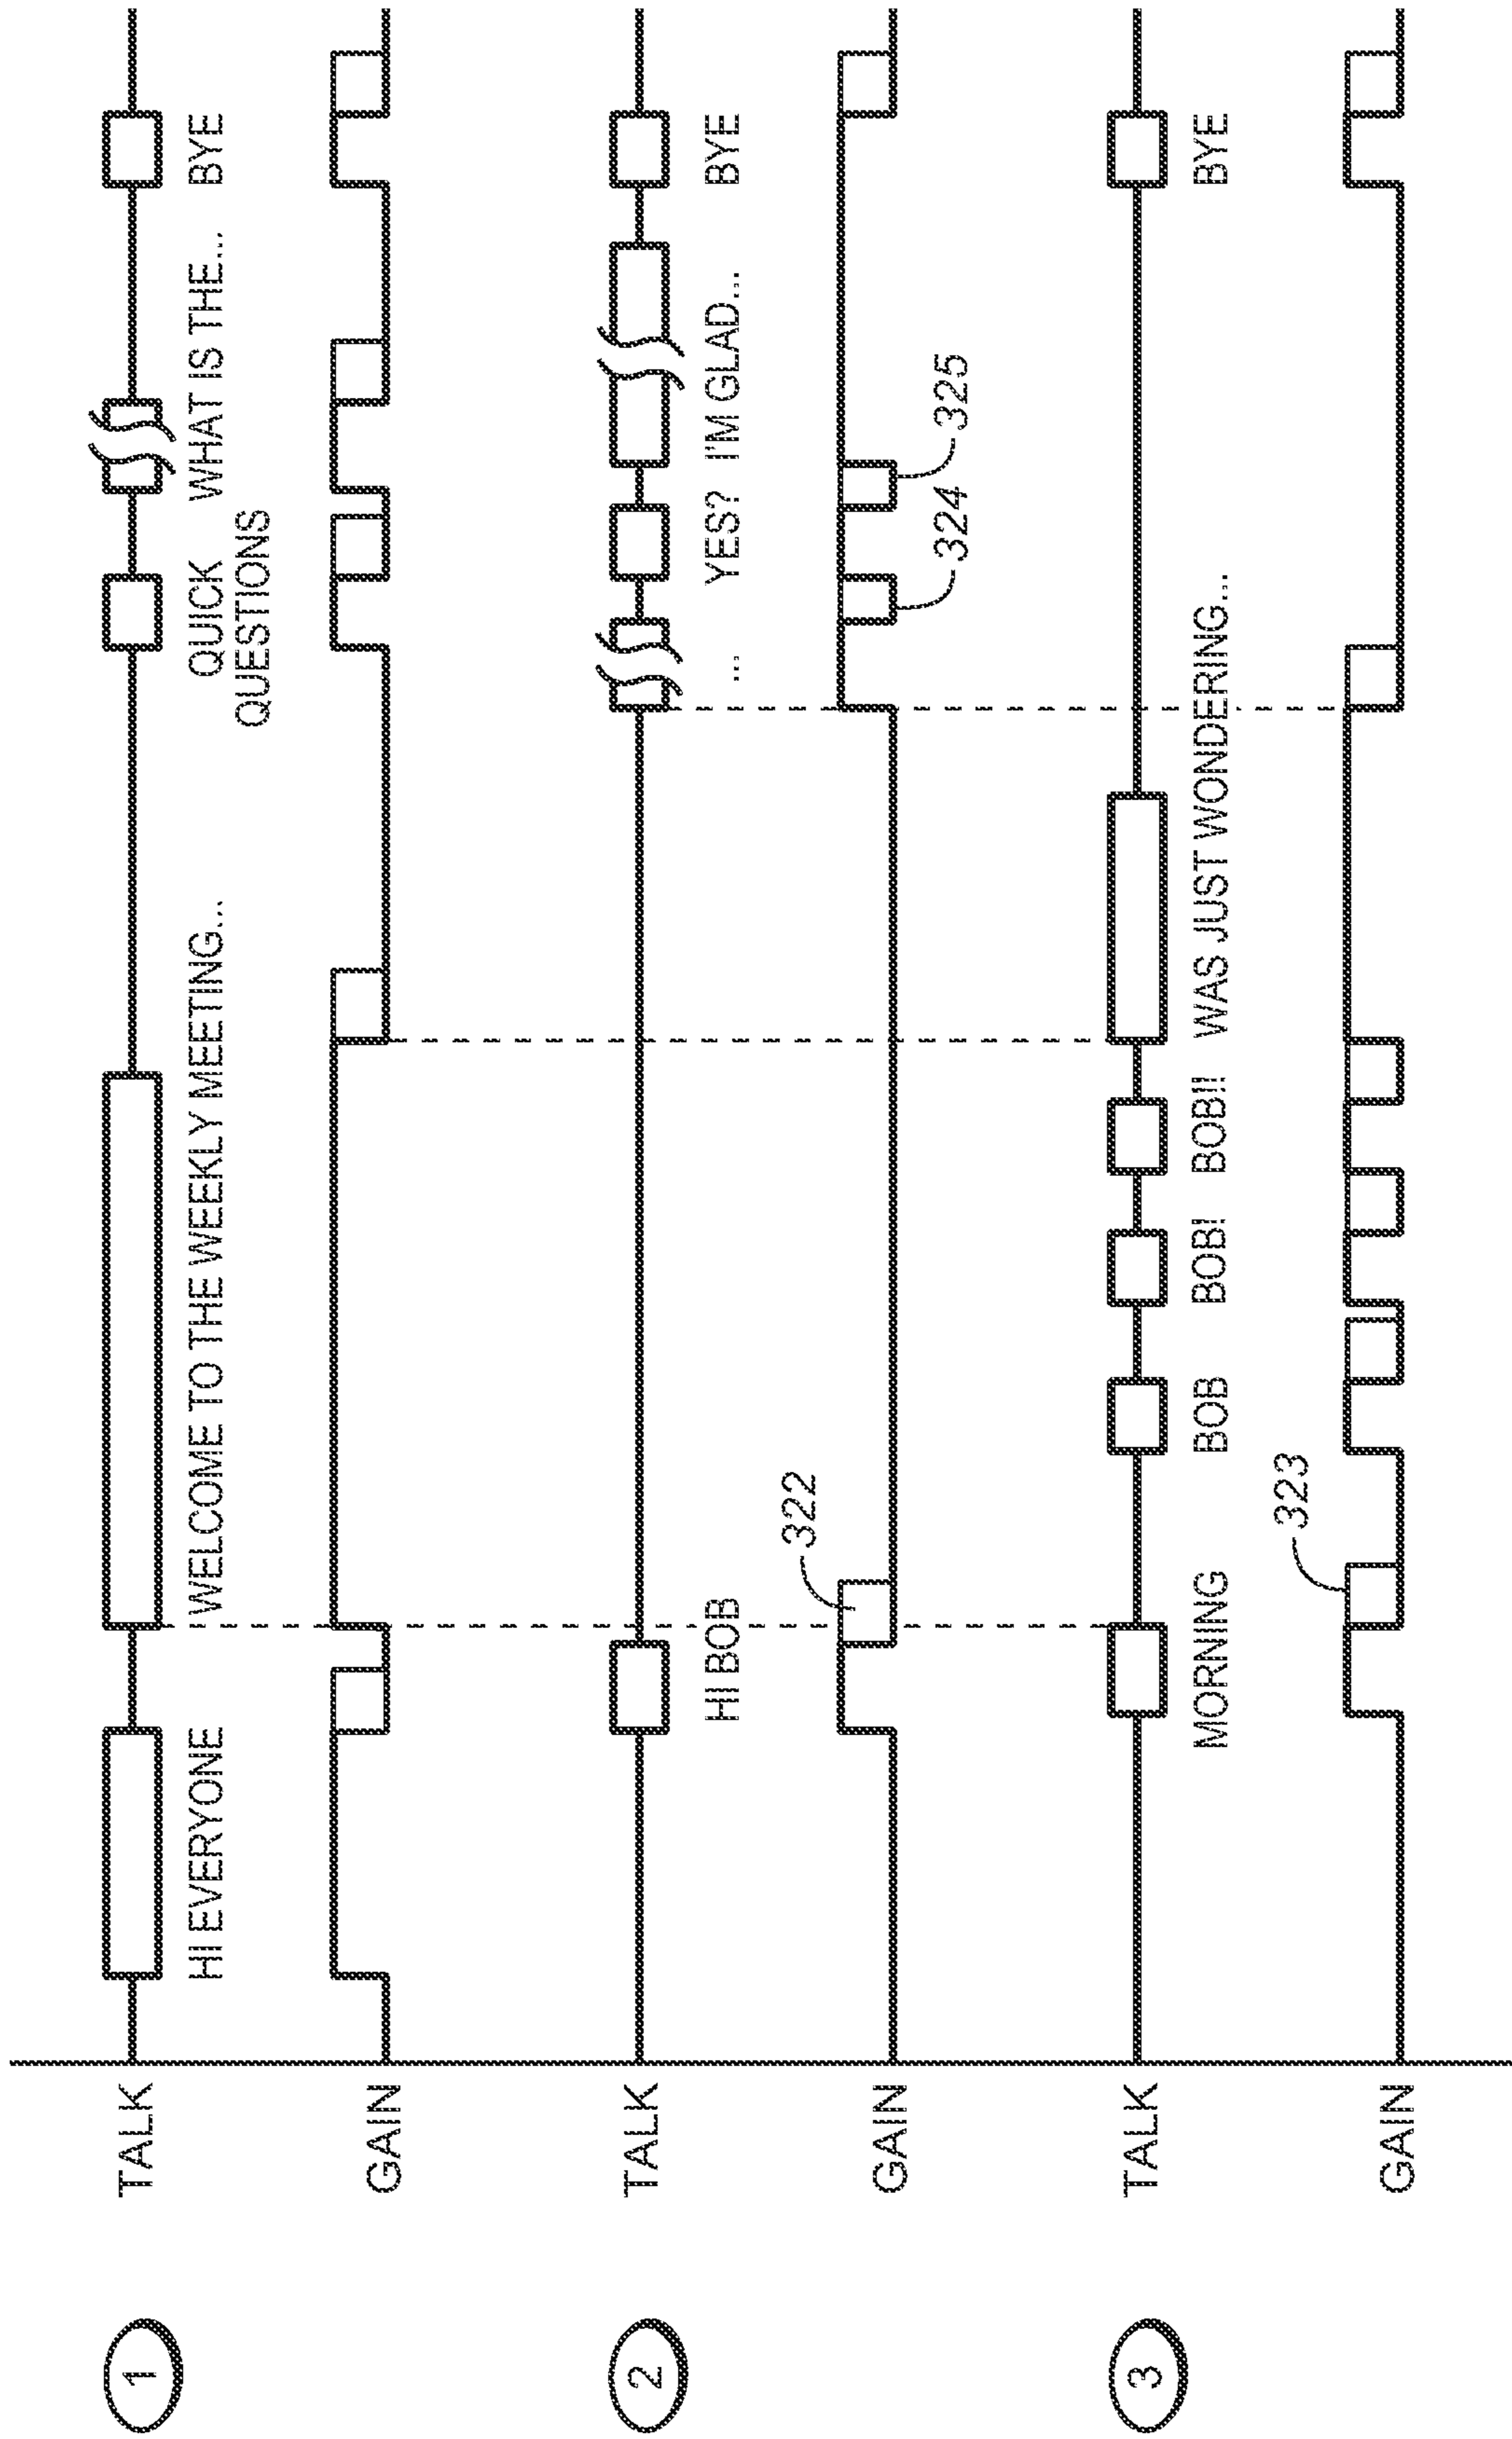 1
TALK
HI EVERYONE
WELCOME TO THE WEEKLY MEETING...
QUICK
QUESTIONS
WHAT IS THE...
BYE
GAIN
2
TALK
HI BOB
...
YES?
I'M GLAD...
BYE
GAIN
322
324
325
3
TALK
MORNING
BOB
BOB!
BOB!!
WAS JUST WONDERING...
BYE
GAIN
323